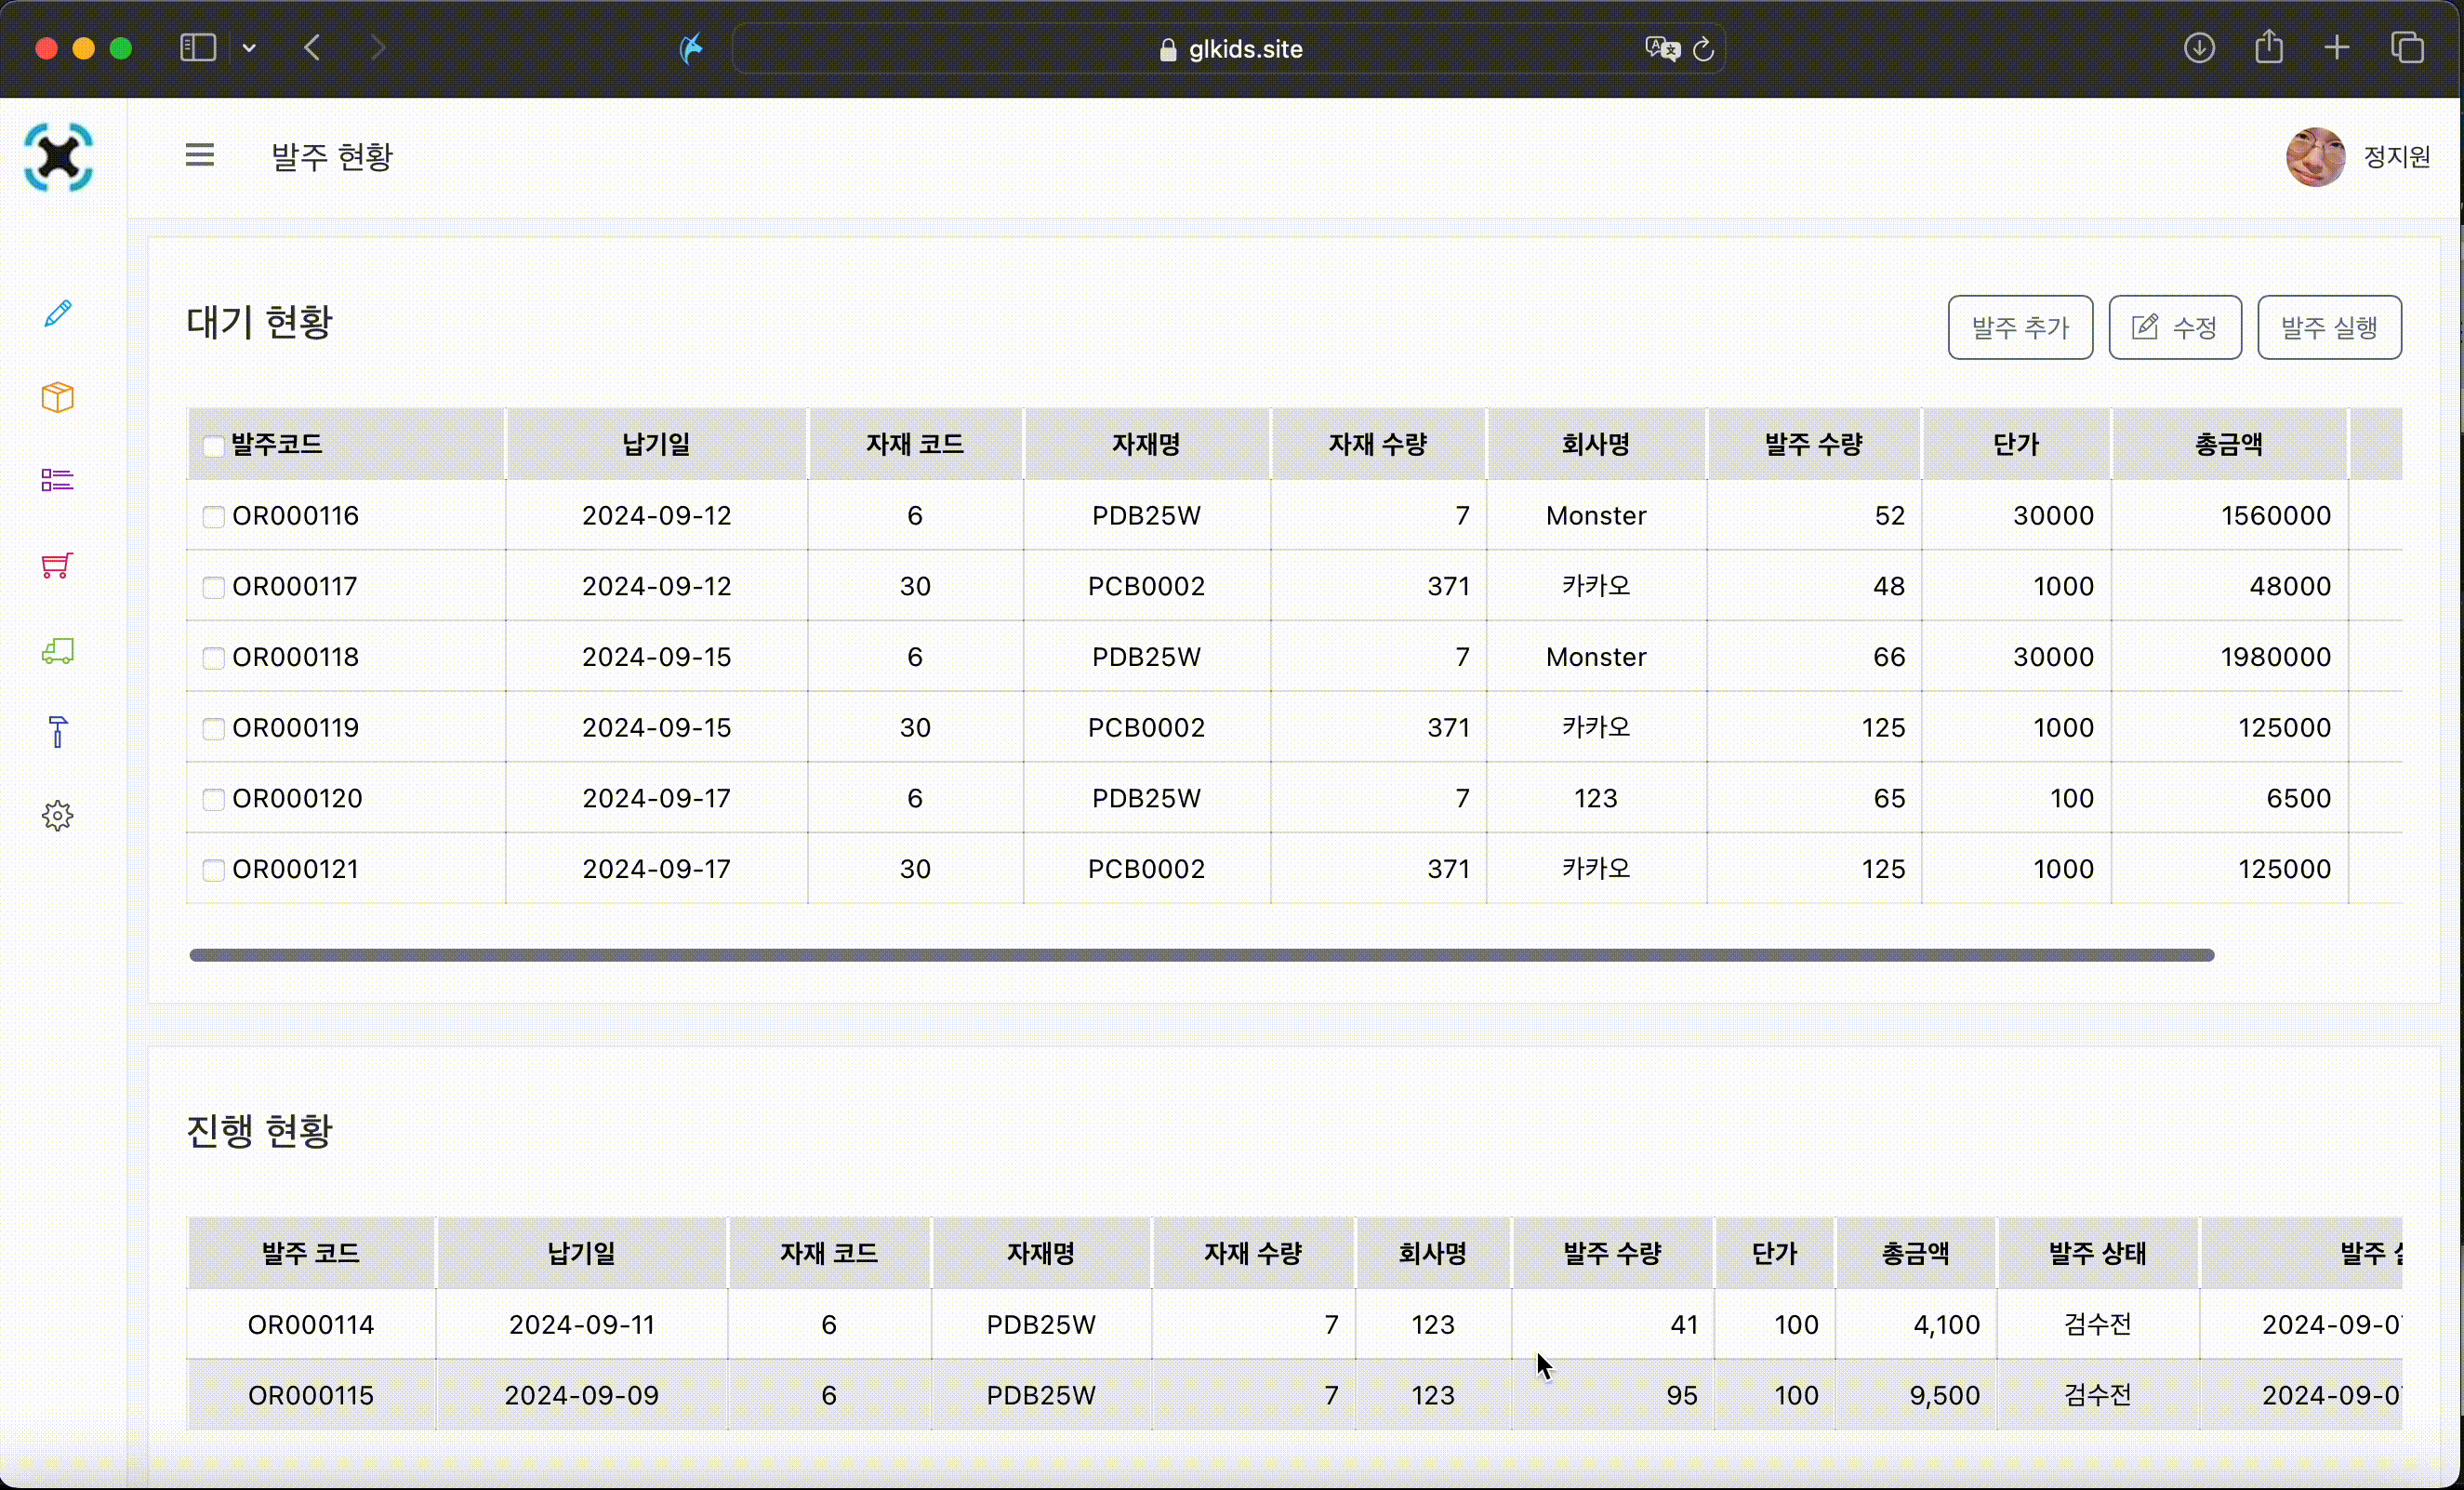 glkids.site
발주 현황
정지원
대기 현황
발주 추가 수정 발주 실행
발주코드 납기일 자재 코드 자재명 자재 수량 회사명 발주 수량 단가 총금액
OR000116 2024-09-12 6 PDB25W 7 Monster 52 30000 1560000
OR000117 2024-09-12 30 PCB0002 371 카카오 48 1000 48000
OR000118 2024-09-15 6 PDB25W 7 Monster 66 30000 1980000
OR000119 2024-09-15 30 PCB0002 371 카카오 125 1000 125000
OR000120 2024-09-17 6 PDB25W 7 123 65 100 6500
OR000121 2024-09-17 30 PCB0002 371 카카오 125 1000 125000
진행 현황
발주 코드 납기일 자재 코드 자재명 자재 수량 회사명 발주 수량 단가 총금액 발주 상태 발주
OR000114 2024-09-11 6 PDB25W 7 123 41 100 4,100 검수전 2024-09-0
OR000115 2024-09-09 6 PDB25W 7 123 95 100 9,500 검수전 2024-09-0